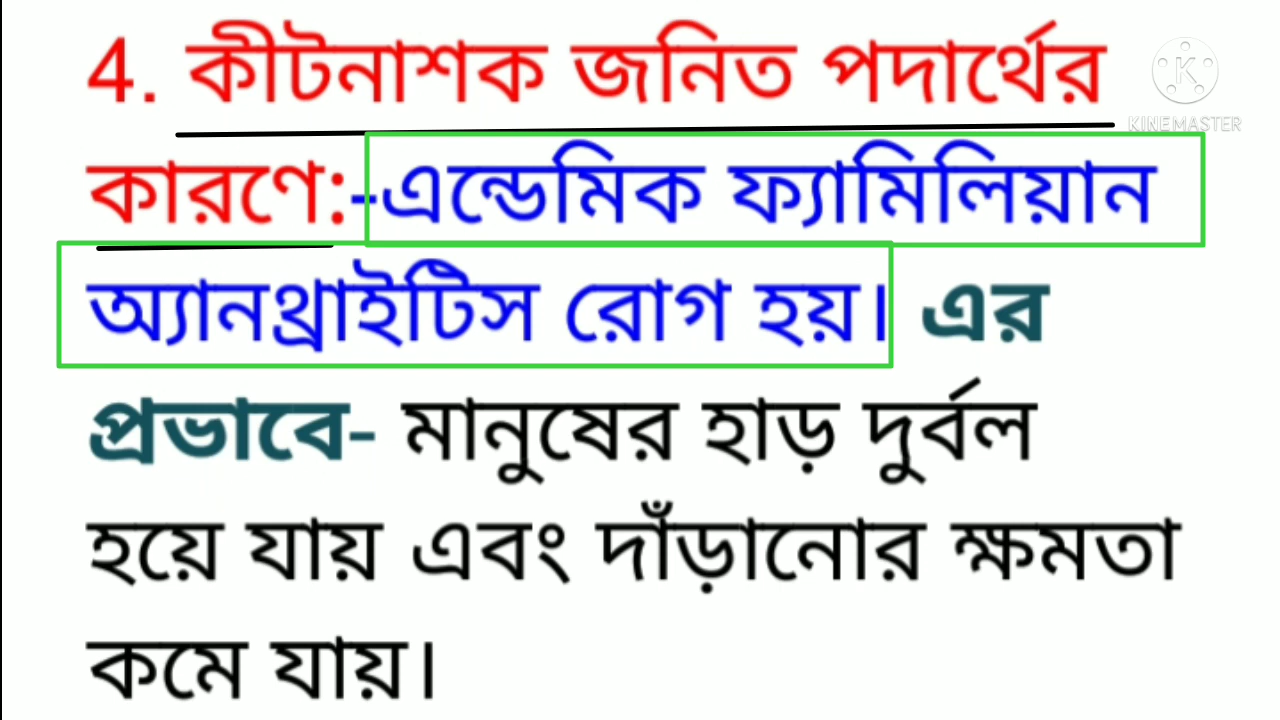 4. কীটনাশক জনিত পদার্থের
KINEMASTER
কারণে:-এন্ডেমিক ফ্যামিলিয়ান
অ্যানথ্রাইটিস রোগ হয়। এর
প্রভাবে- মানুষের হাড় দুর্বল
হয়ে যায় এবং দাঁড়ানোর ক্ষমতা
কমে যায়।